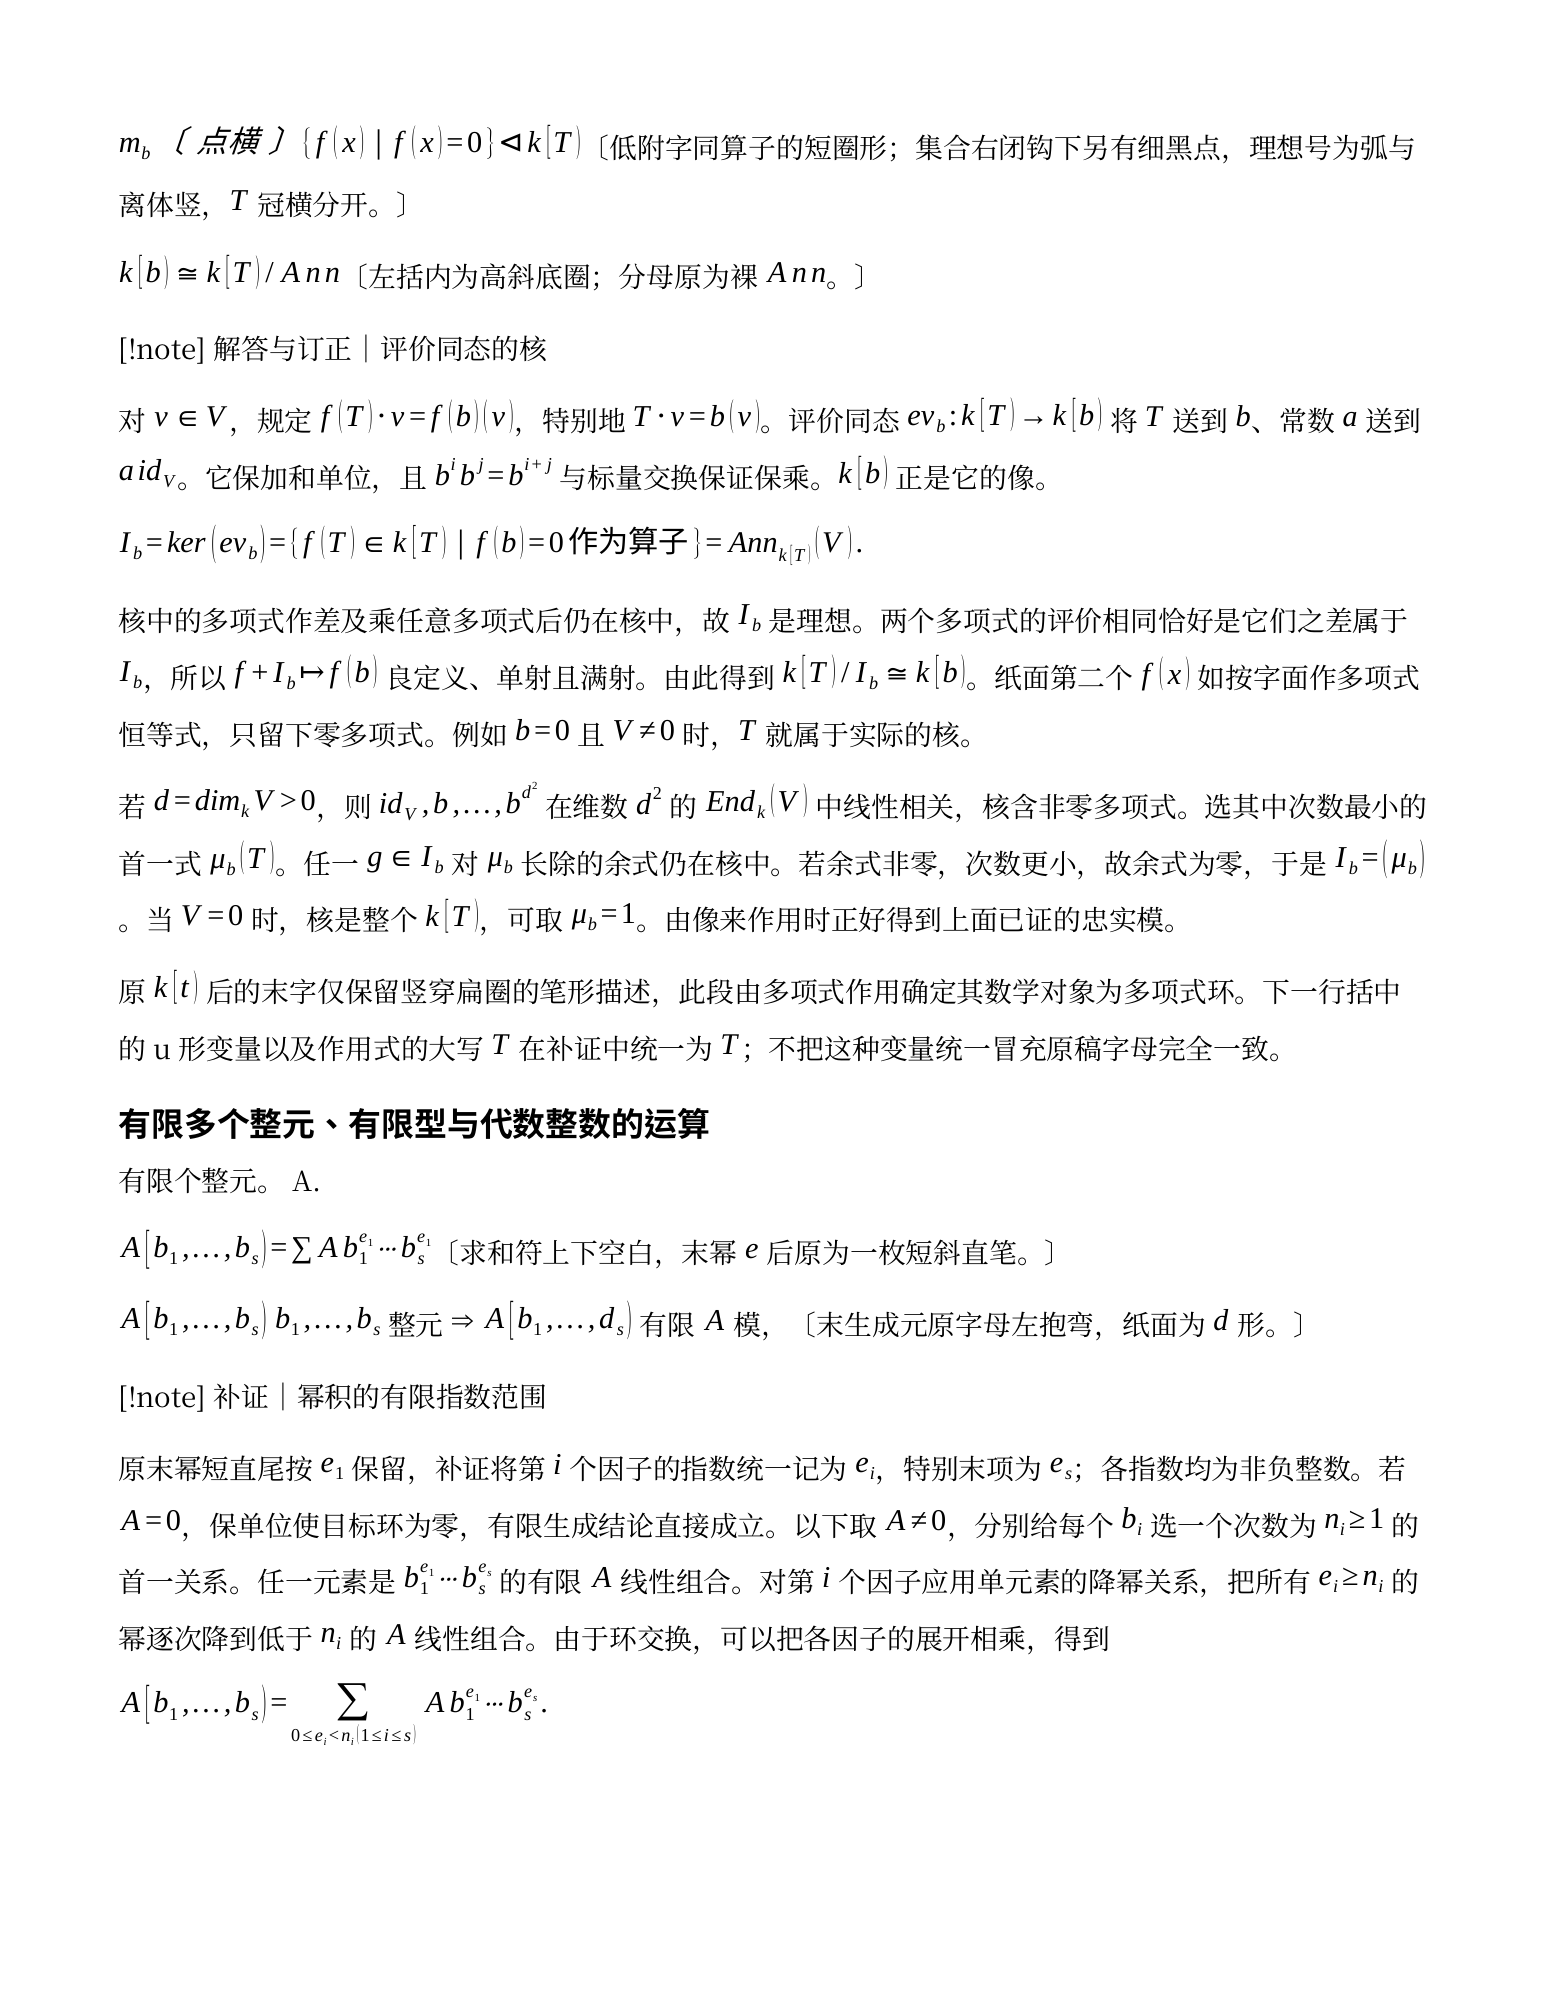 m_b 〔点横〕{f(x) | f(x)=0}⊲k[T)〔低附字同算子的短圈形；集合右闭钩下另有细黑点，理想号为弧与
离体竖，T 冠横分开。〕
k[b)≅k[T)/Ann〔左括内为高斜底圈；分母原为裸 Ann。〕
[!note] 解答与订正｜评价同态的核
对 v∈V，规定 f(T)·v=f(b)(v)，特别地 T·v=b(v)。评价同态 ev_b:k[T)→k[b) 将 T 送到 b、常数 a 送到
a id_V。它保加和单位，且 b^i b^j=b^{i+j} 与标量交换保证保乘。k[b) 正是它的像。
I_b=ker(ev_b)={f(T)∈k[T) | f(b)=0 作为算子}=Ann_{k[T)}(V).
核中的多项式作差及乘任意多项式后仍在核中，故 I_b 是理想。两个多项式的评价相同恰好是它们之差属于
I_b，所以 f+I_b↦f(b) 良定义、单射且满射。由此得到 k[T)/I_b≅k[b)。纸面第二个 f(x) 如按字面作多项式
恒等式，只留下零多项式。例如 b=0 且 V≠0 时，T 就属于实际的核。
若 d=dim_k V>0，则 id_V,b,…,b^{d^2} 在维数 d^2 的 End_k(V) 中线性相关，核含非零多项式。选其中次数最小的
首一式 μ_b(T)。任一 g∈I_b 对 μ_b 长除的余式仍在核中。若余式非零，次数更小，故余式为零，于是 I_b=(μ_b)
。当 V=0 时，核是整个 k[T)，可取 μ_b=1。由像来作用时正好得到上面已证的忠实模。
原 k[t) 后的末字仅保留竖穿扁圈的笔形描述，此段由多项式作用确定其数学对象为多项式环。下一行括中
的 u 形变量以及作用式的大写 T 在补证中统一为 T；不把这种变量统一冒充原稿字母完全一致。
有限多个整元、有限型与代数整数的运算
有限个整元。 A.
A[b_1,…,b_s)=∑ A b_1^{e_1}⋯b_s^{e_1}〔求和符上下空白，末幂 e 后原为一枚短斜直笔。〕
A[b_1,…,b_s) b_1,…,b_s 整元 ⇒ A[b_1,…,d_s) 有限 A 模，〔末生成元原字母左抱弯，纸面为 d 形。〕
[!note] 补证｜幂积的有限指数范围
原末幂短直尾按 e_1 保留，补证将第 i 个因子的指数统一记为 e_i，特别末项为 e_s；各指数均为非负整数。若
A=0，保单位使目标环为零，有限生成结论直接成立。以下取 A≠0，分别给每个 b_i 选一个次数为 n_i≥1 的
首一关系。任一元素是 b_1^{e_1}⋯b_s^{e_s} 的有限 A 线性组合。对第 i 个因子应用单元素的降幂关系，把所有 e_i≥n_i 的
幂逐次降到低于 n_i 的 A 线性组合。由于环交换，可以把各因子的展开相乘，得到
A[b_1,…,b_s)=∑_{0≤e_i<n_i(1≤i≤s)} A b_1^{e_1}⋯b_s^{e_s}.